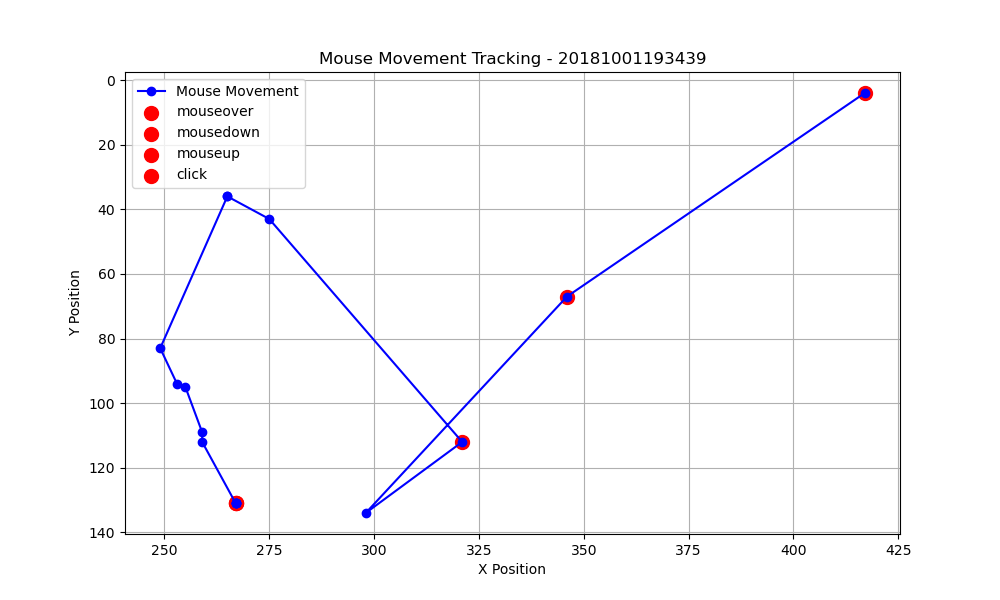 Mouse Movement Tracking - 20181001193439
Mouse Movement
mouseover
mousedown
mouseup
click
Y Position
0
20
40
60
80
100
120
140
250 275 300 325 350 375 400 425
X Position